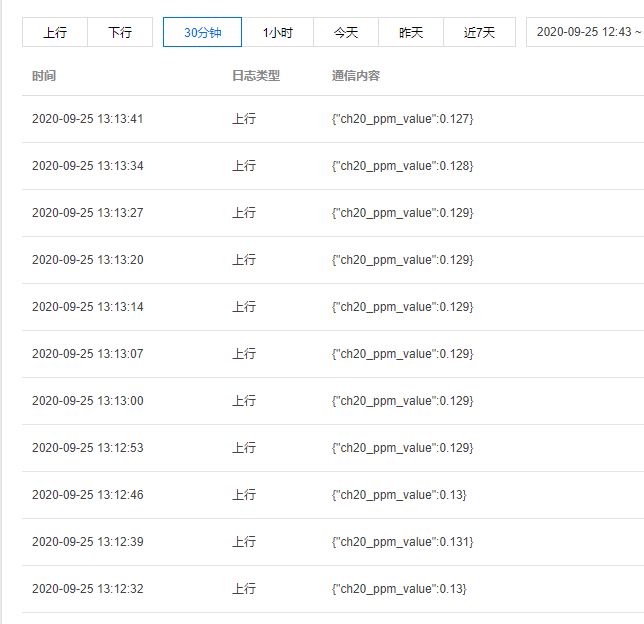 上行 下行 30分钟 1小时 今天 昨天 近7天 2020-09-25 12:43 ~
时间 日志类型 通信内容
2020-09-25 13:13:41 上行 {"ch20_ppm_value":0.127}
2020-09-25 13:13:34 上行 {"ch20_ppm_value":0.128}
2020-09-25 13:13:27 上行 {"ch20_ppm_value":0.129}
2020-09-25 13:13:20 上行 {"ch20_ppm_value":0.129}
2020-09-25 13:13:14 上行 {"ch20_ppm_value":0.129}
2020-09-25 13:13:07 上行 {"ch20_ppm_value":0.129}
2020-09-25 13:13:00 上行 {"ch20_ppm_value":0.129}
2020-09-25 13:12:53 上行 {"ch20_ppm_value":0.129}
2020-09-25 13:12:46 上行 {"ch20_ppm_value":0.13}
2020-09-25 13:12:39 上行 {"ch20_ppm_value":0.131}
2020-09-25 13:12:32 上行 {"ch20_ppm_value":0.13}